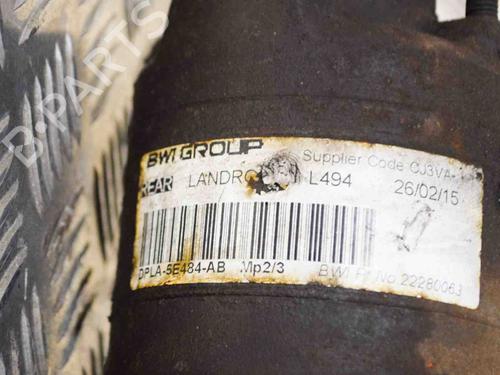 B-PARTS
BWI GROUP
Supplier Code CJ3VA-
REAR LANDRO L494 26/02/15
DPLA-5E484-AB Mp2/3 BWI P No 22280063